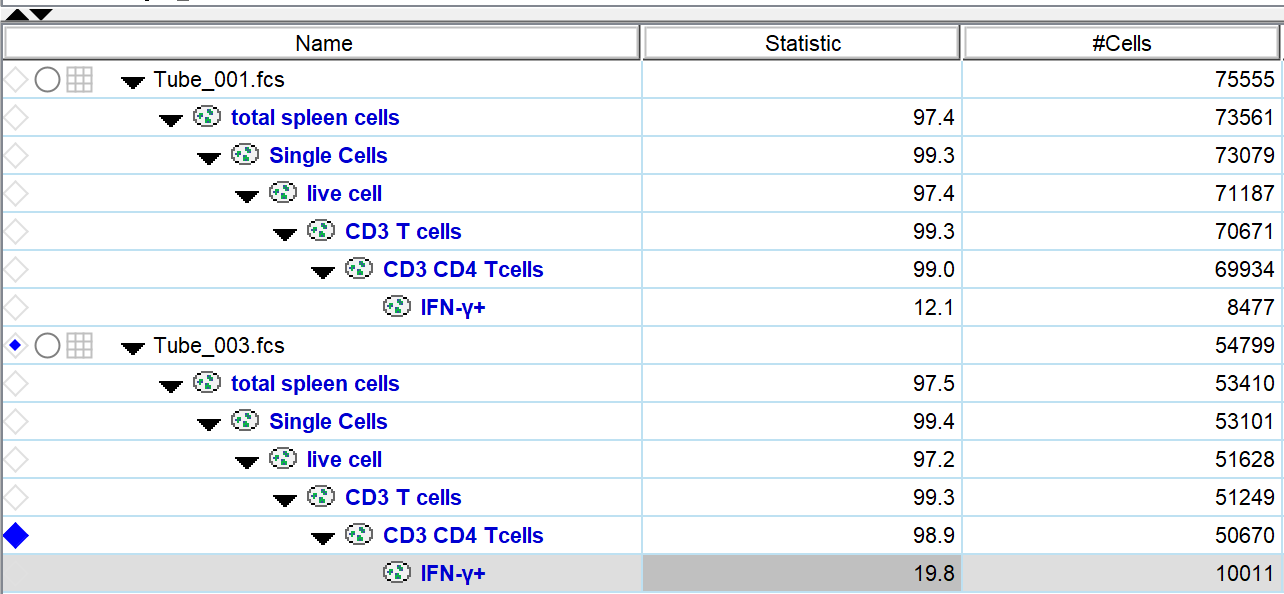 Name Statistic #Cells
Tube_001.fcs 75555
total spleen cells 97.4 73561
Single Cells 99.3 73079
live cell 97.4 71187
CD3 T cells 99.3 70671
CD3 CD4 Tcells 99.0 69934
IFN-γ+ 12.1 8477
Tube_003.fcs 54799
total spleen cells 97.5 53410
Single Cells 99.4 53101
live cell 97.2 51628
CD3 T cells 99.3 51249
CD3 CD4 Tcells 98.9 50670
IFN-γ+ 19.8 10011